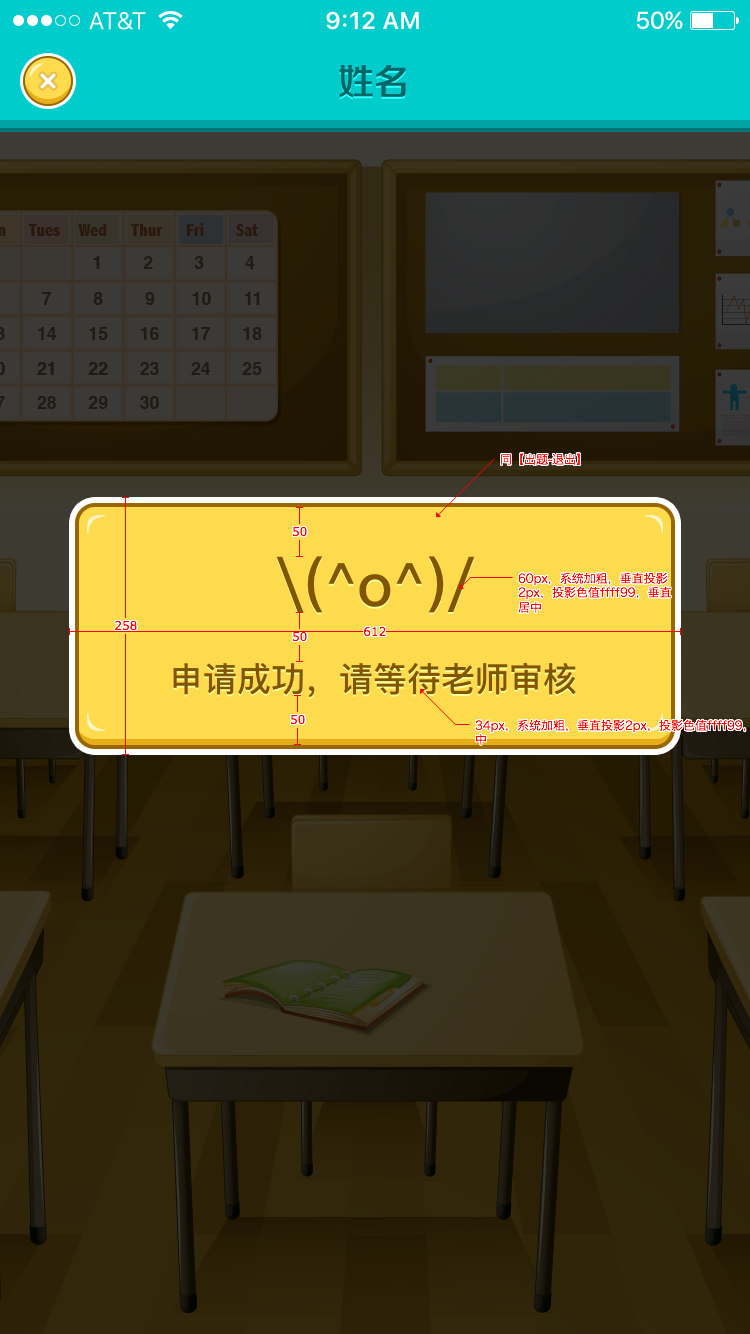 AT&T 9:12 AM 50%
姓名
Tues Wed Thur Fri Sat
1 2 3 4
7 8 9 10 11
14 15 16 17 18
21 22 23 24 25
28 29 30
同【出题-退出】
50
\(^o^)/
60px，系统加粗，垂直投影
2px，投影色值ffff99，垂直
居中
258
50
612
申请成功，请等待老师审核
50
34px，系统加粗，垂直投影2px，投影色值ffff99，
中